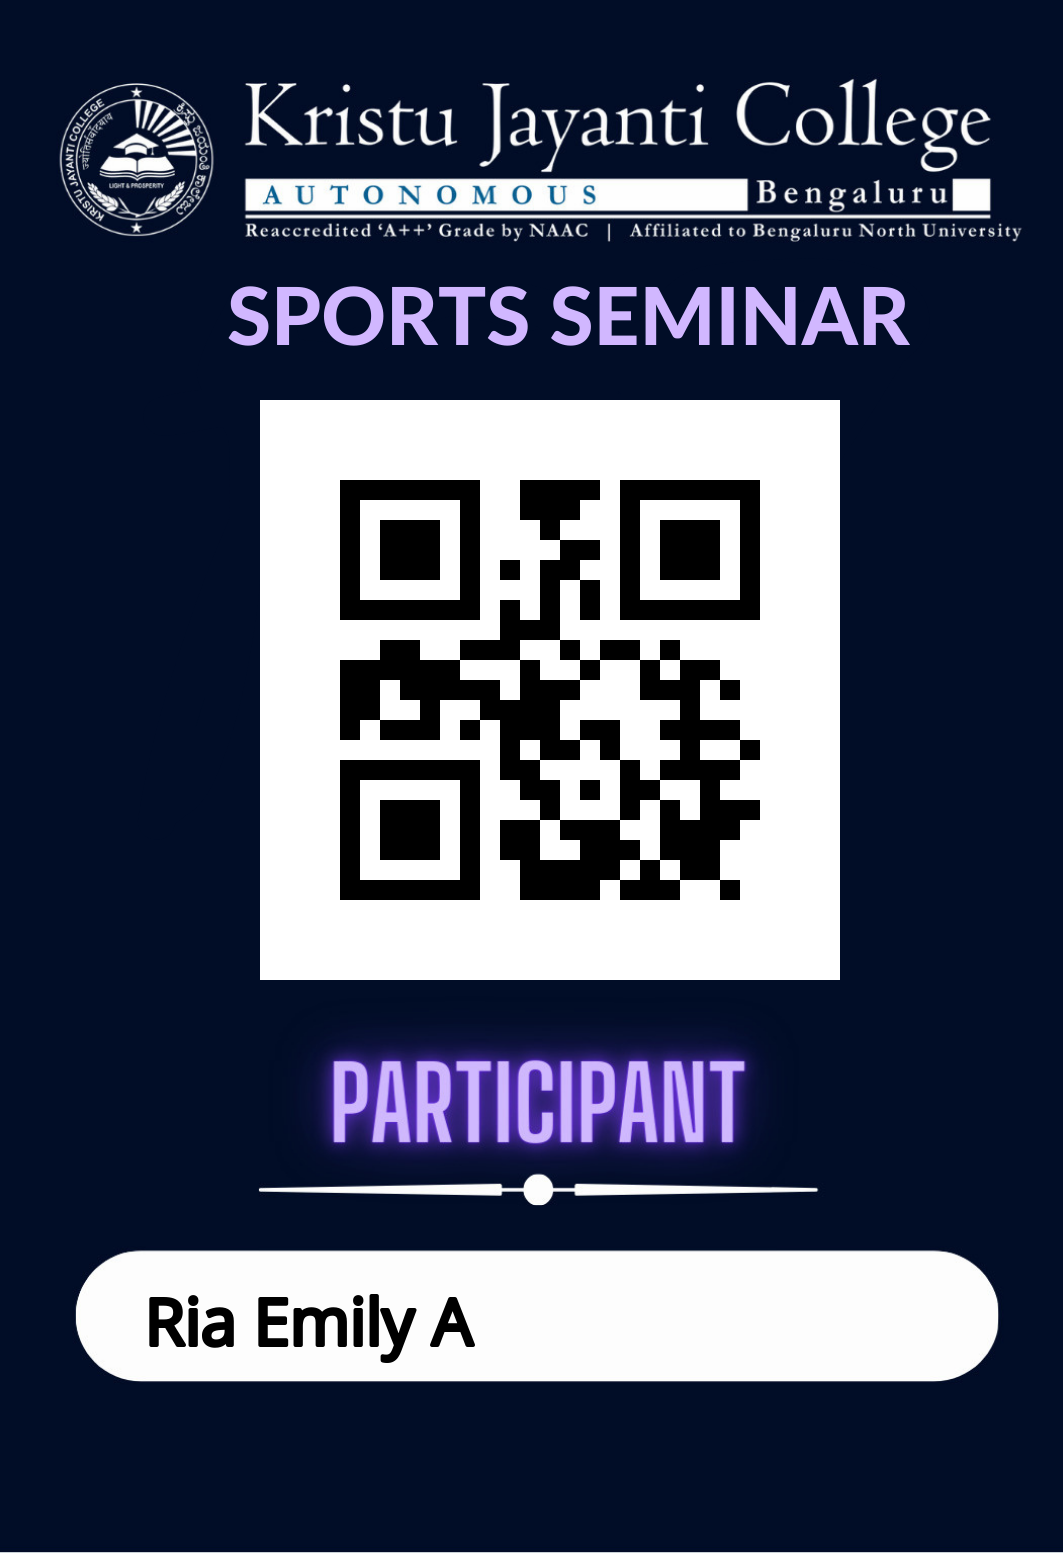 KRISTU JAYANTI COLLEGE
ज्योतिसंवर्दिवाय
LIGHT & PROSPERITY
Kristu Jayanti College
AUTONOMOUS Bengaluru
Reaccredited ‘A++’ Grade by NAAC | Affiliated to Bengaluru North University
SPORTS SEMINAR
PARTICIPANT
Ria Emily A